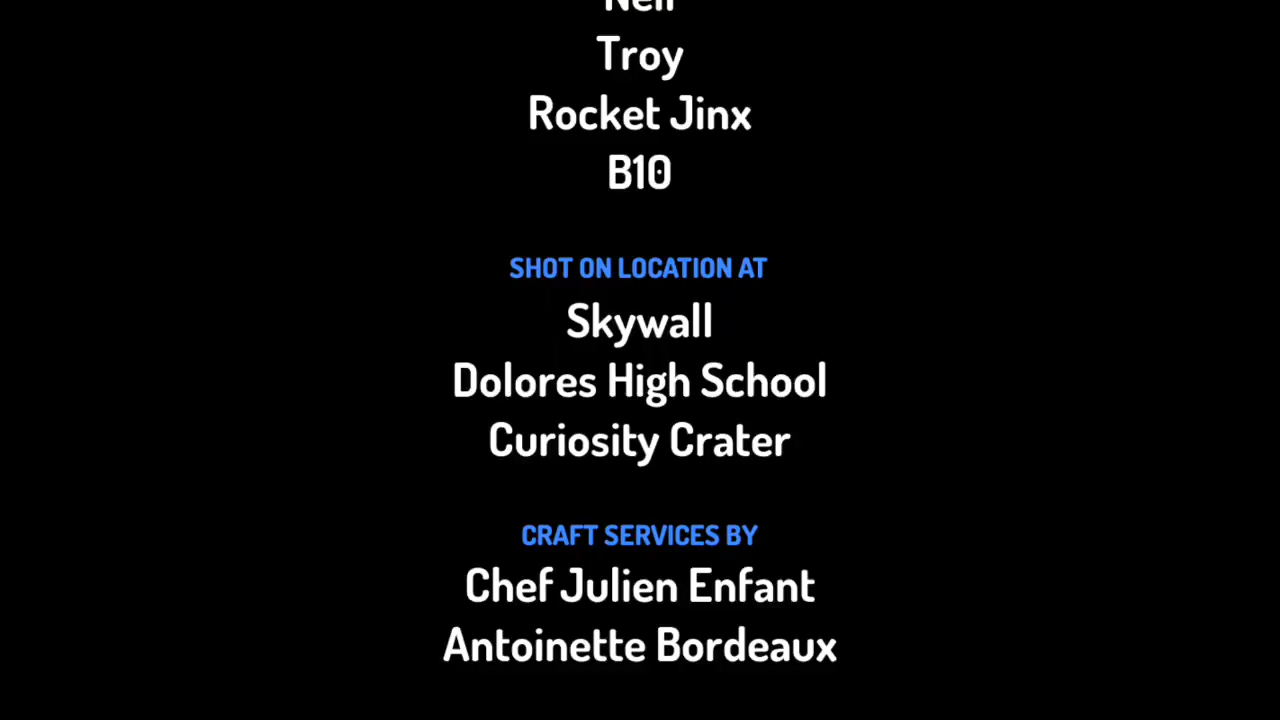 Neil
Troy
Rocket Jinx
B10
SHOT ON LOCATION AT
Skywall
Dolores High School
Curiosity Crater
CRAFT SERVICES BY
Chef Julien Enfant
Antoinette Bordeaux